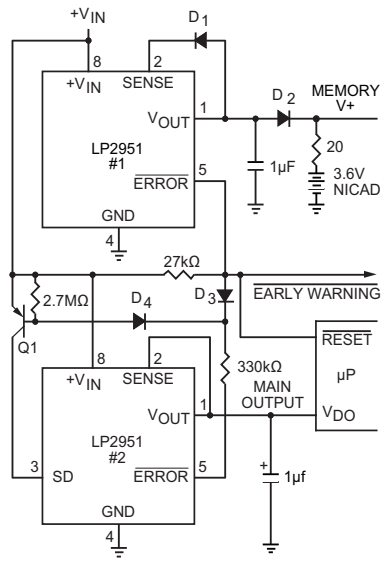 +VIN
D1
8
2
+VIN
SENSE
VOUT
1
D2
MEMORY
V+
LP2951
#1
20
1µF
ERROR
5
3.6V
NICAD
GND
4
27kΩ
2.7MΩ
D4
D3
EARLY WARNING
Q1
8
2
RESET
+VIN
SENSE
330kΩ
µP
VOUT
1
MAIN
OUTPUT
VDO
LP2951
#2
3
SD
ERROR
5
+
1µf
GND
4